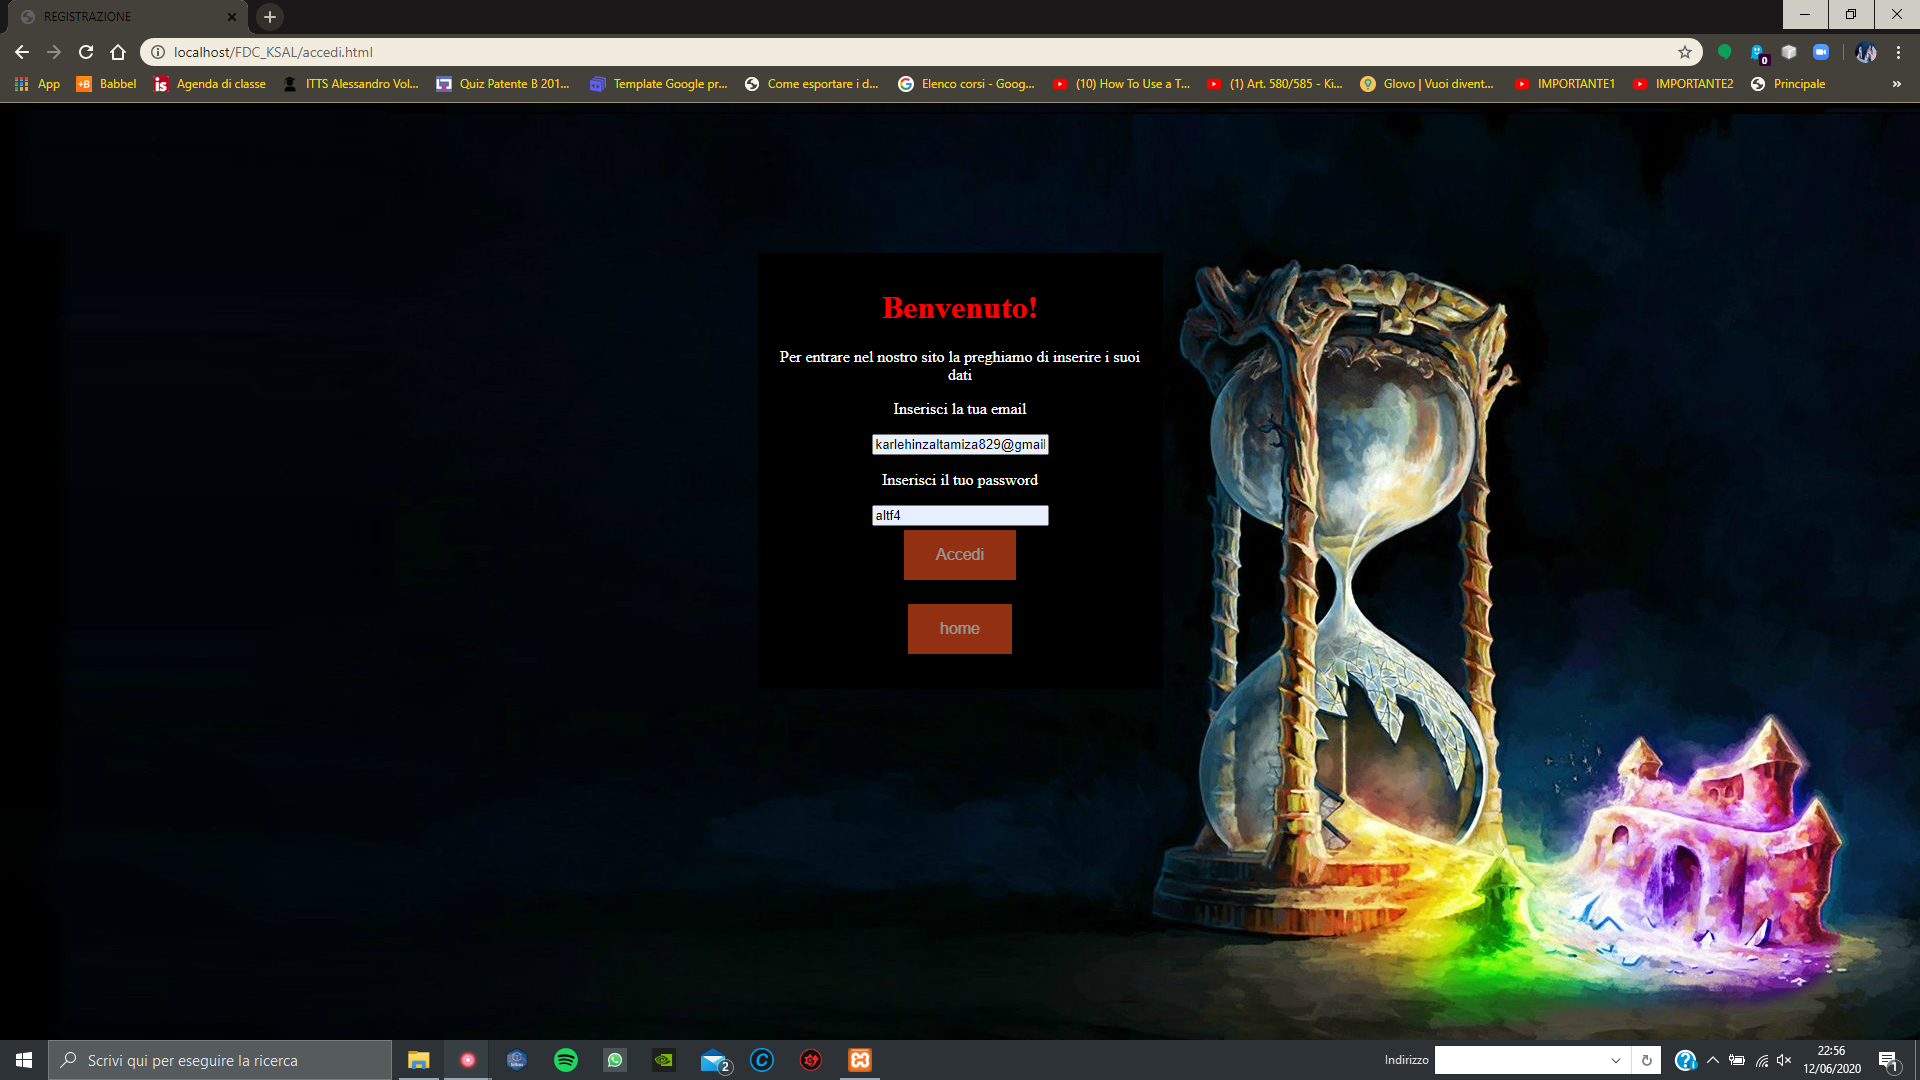 REGISTRAZIONE
localhost/FDC_KSAL/accedi.html
0
App Babbel Agenda di classe ITTS Alessandro Vol... Quiz Patente B 201... Template Google pr... Come esportare i d... Elenco corsi - Goog... (10) How To Use a T... (1) Art. 580/585 - Ki... Glovo | Vuoi divent... IMPORTANTE1 IMPORTANTE2 Principale »
Benvenuto!
Per entrare nel nostro sito la preghiamo di inserire i suoi
dati
Inserisci la tua email
karlehinzaltamiza829@gmail
Inserisci il tuo password
altf4
Accedi
home
Scrivi qui per eseguire la ricerca
2
Indirizzo
22:56
12/06/2020
1